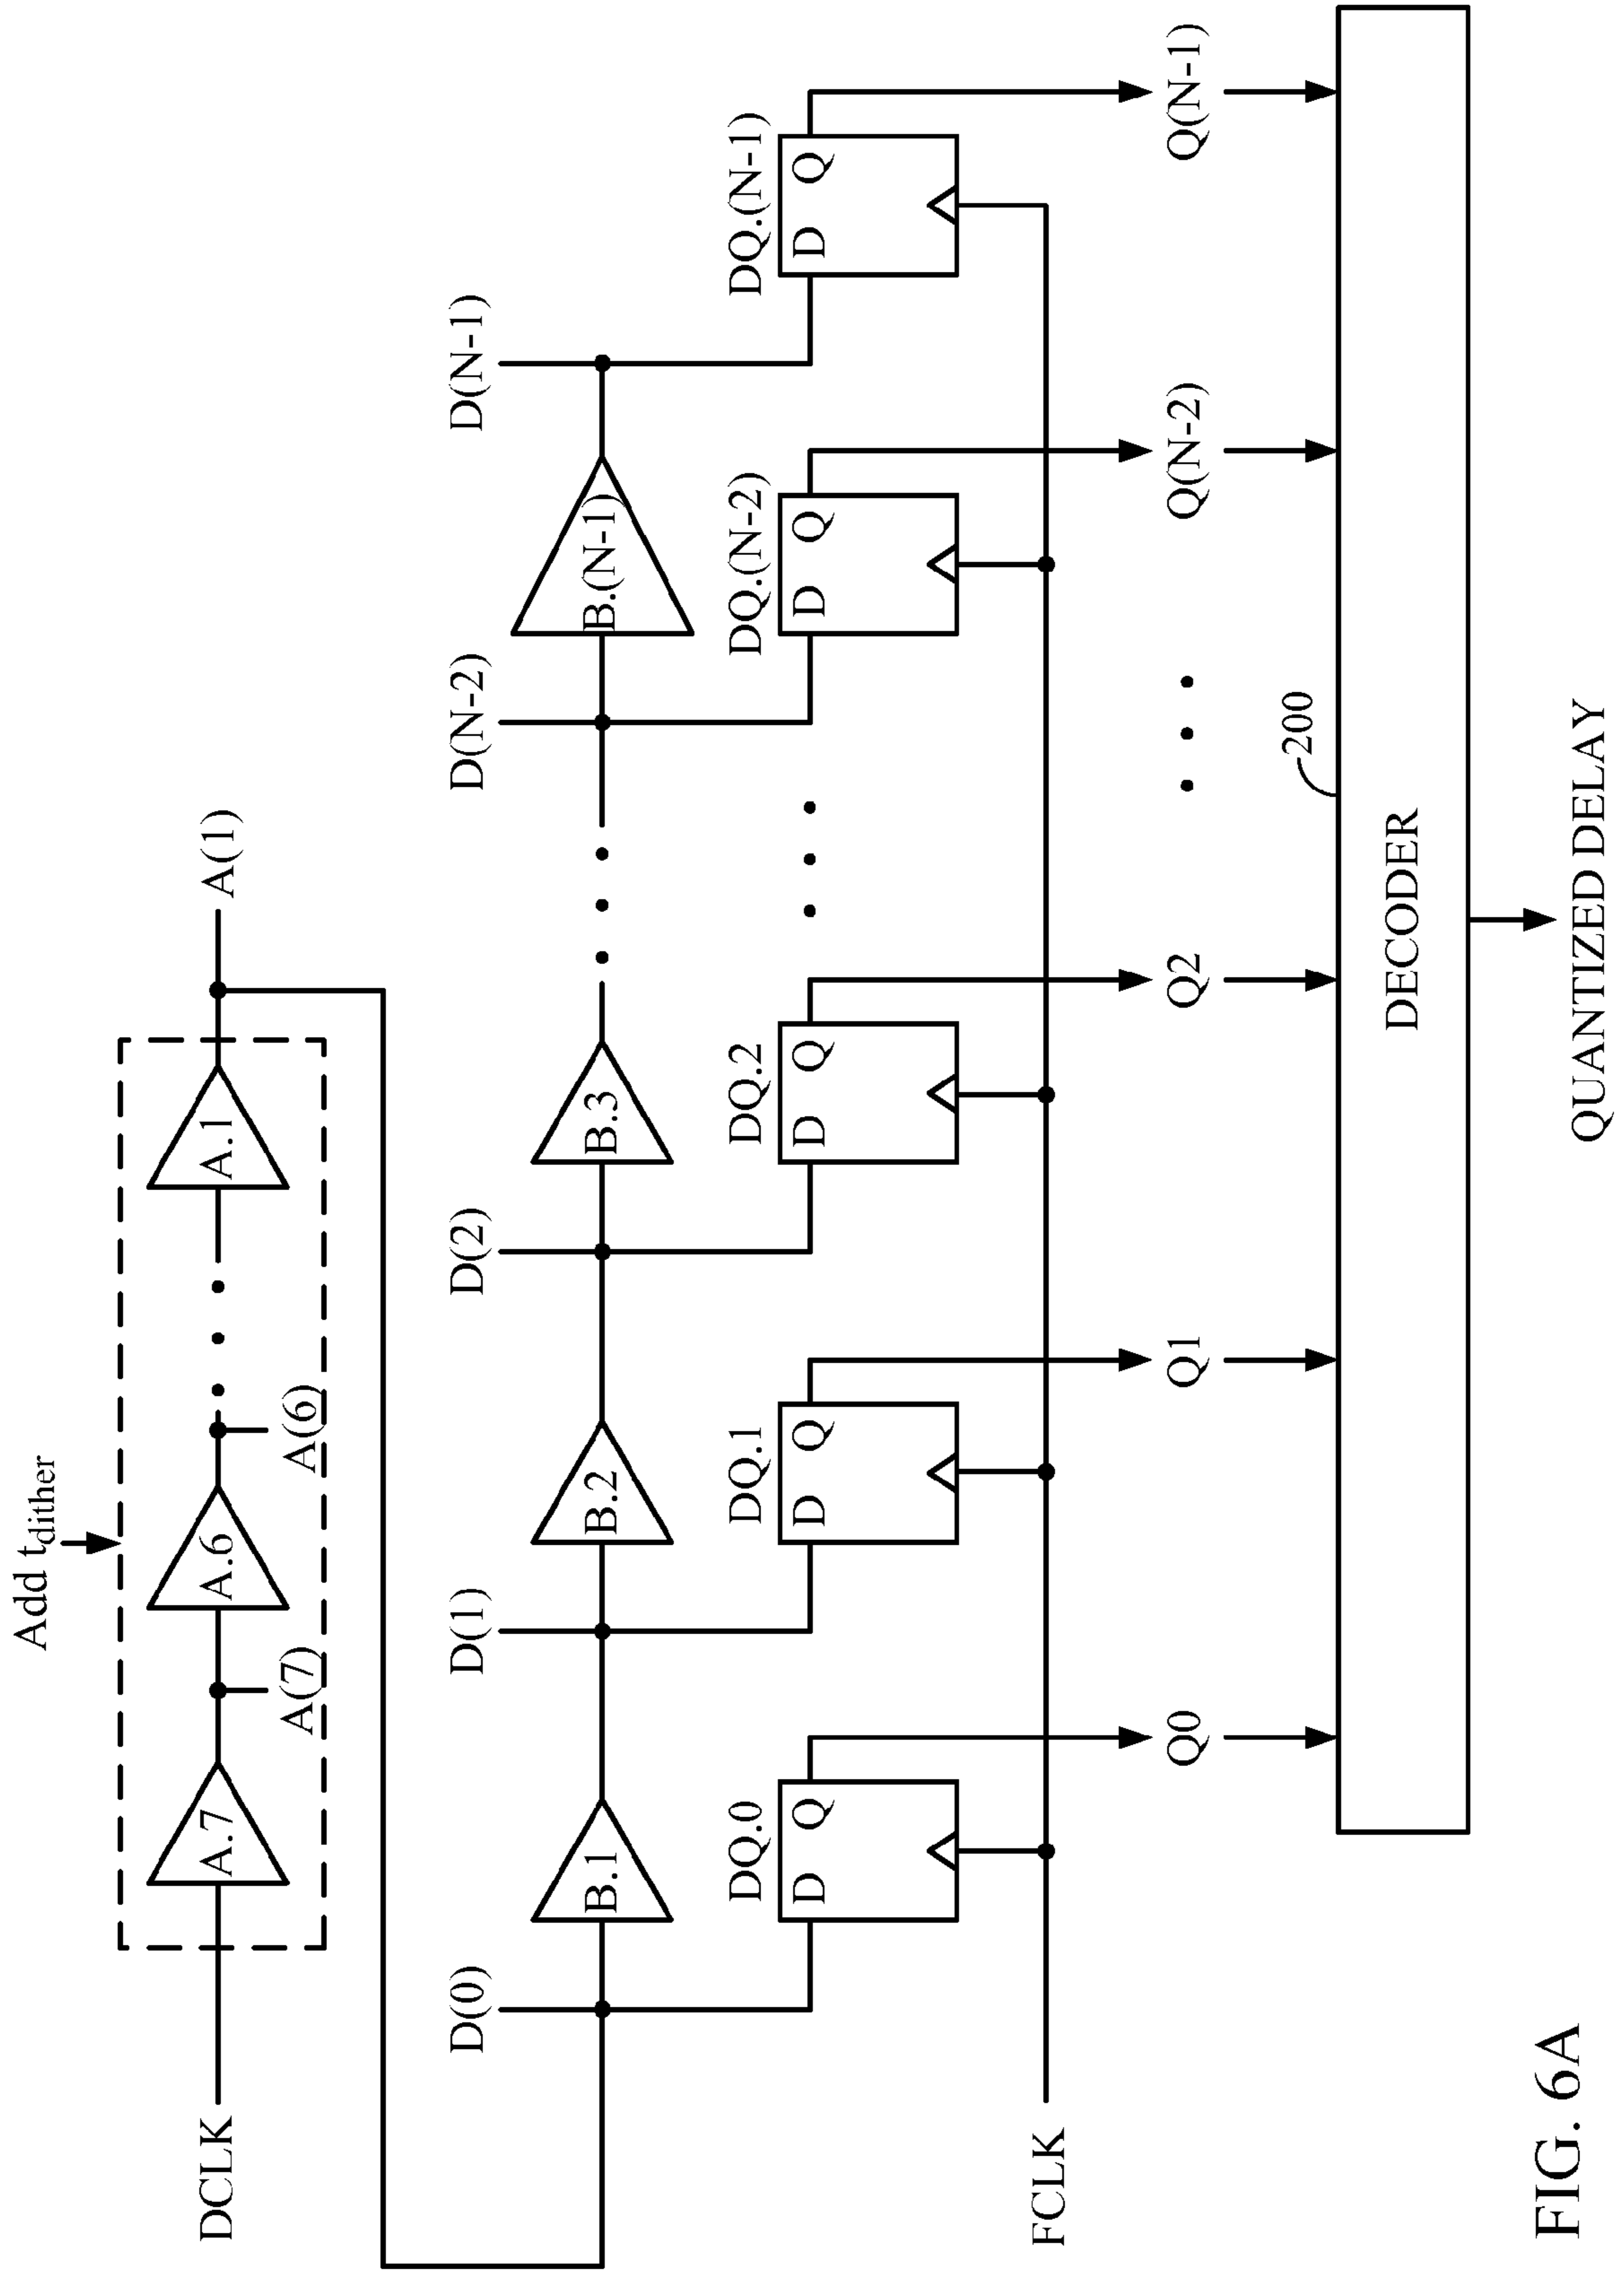 Add tdither
DCLK
A.7
A.6
A.1
A(1)
A(7)
A(6)
D(0)
D(1)
D(2)
D(N-2)
D(N-1)
B.1
B.2
B.3
B.(N-1)
DQ.0
DQ.1
DQ.2
DQ.(N-2)
DQ.(N-1)
D Q
D Q
D Q
D Q
D Q
FCLK
Q0
Q1
Q2
Q(N-2)
Q(N-1)
200
DECODER
QUANTIZED DELAY
FIG. 6A